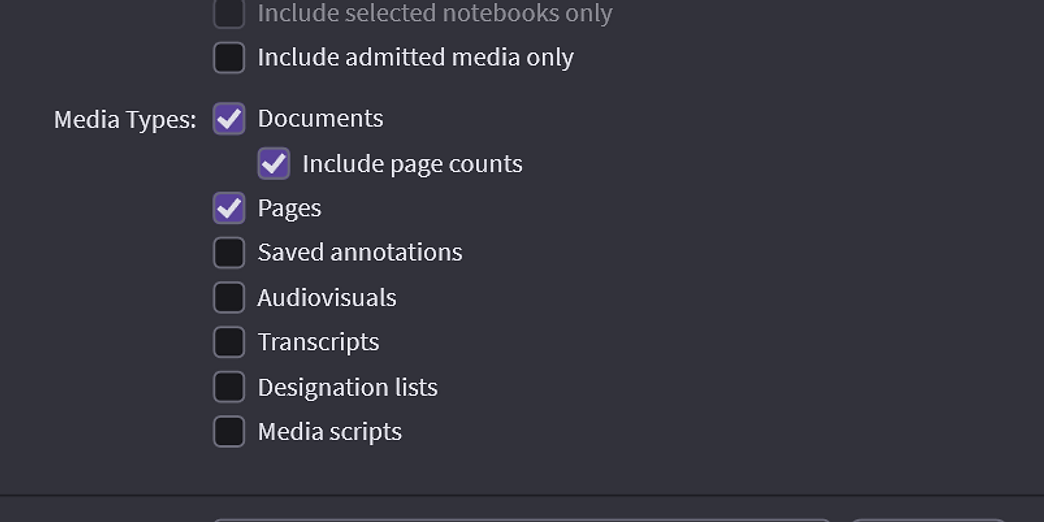 Include selected notebooks only
Include admitted media only
Media Types: Documents
Include page counts
Pages
Saved annotations
Audiovisuals
Transcripts
Designation lists
Media scripts